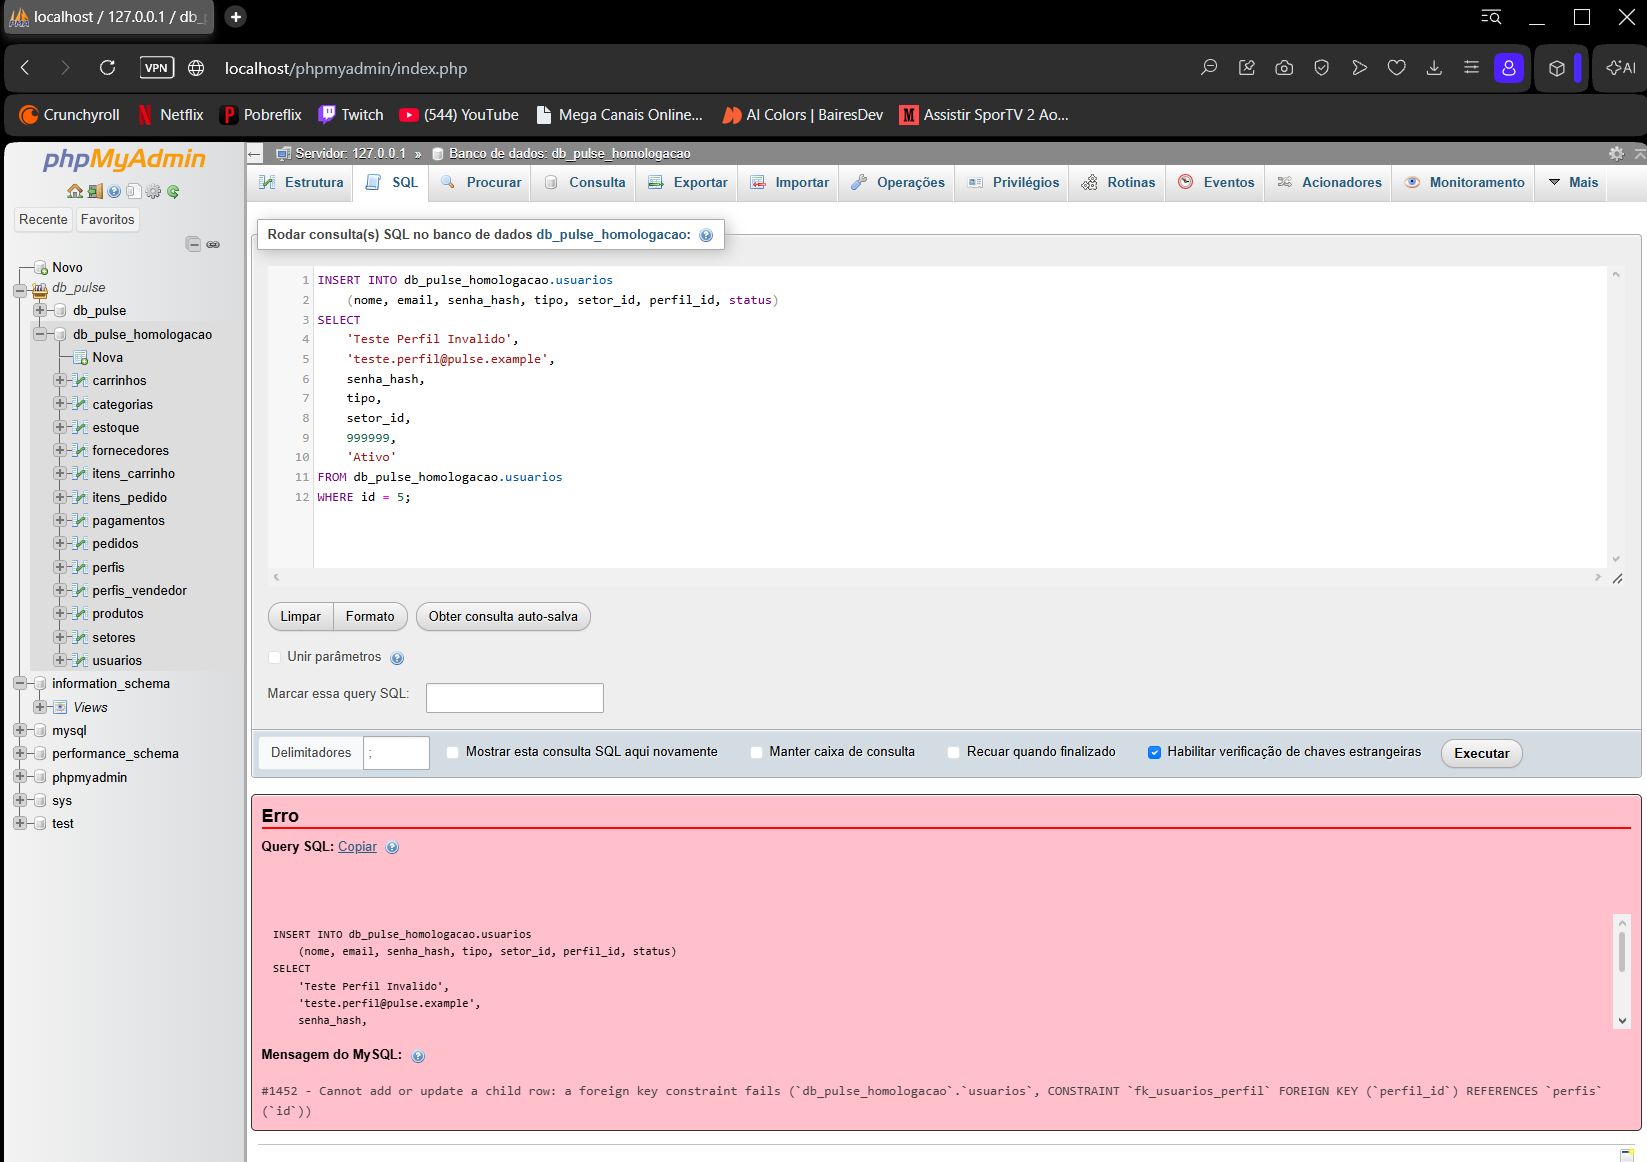 localhost / 127.0.0.1 / db_
VPN
localhost/phpmyadmin/index.php
AI
Crunchyroll
Netflix
Pobreflix
Twitch
(544) YouTube
Mega Canais Online...
AI Colors | BairesDev
Assistir SporTV 2 Ao...
phpMyAdmin
Recente
Favoritos
Novo
db_pulse
db_pulse
db_pulse_homologacao
Nova
carrinhos
categorias
estoque
fornecedores
itens_carrinho
itens_pedido
pagamentos
pedidos
perfis
perfis_vendedor
produtos
setores
usuarios
information_schema
Views
mysql
performance_schema
phpmyadmin
sys
test
Servidor: 127.0.0.1 » Banco de dados: db_pulse_homologacao
Estrutura
SQL
Procurar
Consulta
Exportar
Importar
Operações
Privilégios
Rotinas
Eventos
Acionadores
Monitoramento
Mais
Rodar consulta(s) SQL no banco de dados db_pulse_homologacao:
1 INSERT INTO db_pulse_homologacao.usuarios
2 (nome, email, senha_hash, tipo, setor_id, perfil_id, status)
3 SELECT
4 'Teste Perfil Invalido',
5 'teste.perfil@pulse.example',
6 senha_hash,
7 tipo,
8 setor_id,
9 999999,
10 'Ativo'
11 FROM db_pulse_homologacao.usuarios
12 WHERE id = 5;
Limpar
Formato
Obter consulta auto-salva
Unir parâmetros
Marcar essa query SQL:
Delimitadores
;
Mostrar esta consulta SQL aqui novamente
Manter caixa de consulta
Recuar quando finalizado
Habilitar verificação de chaves estrangeiras
Executar
Erro
Query SQL: Copiar
INSERT INTO db_pulse_homologacao.usuarios
(nome, email, senha_hash, tipo, setor_id, perfil_id, status)
SELECT
'Teste Perfil Invalido',
'teste.perfil@pulse.example',
senha_hash,
Mensagem do MySQL:
#1452 - Cannot add or update a child row: a foreign key constraint fails (`db_pulse_homologacao`.`usuarios`, CONSTRAINT `fk_usuarios_perfil` FOREIGN KEY (`perfil_id`) REFERENCES `perfis`
(`id`))